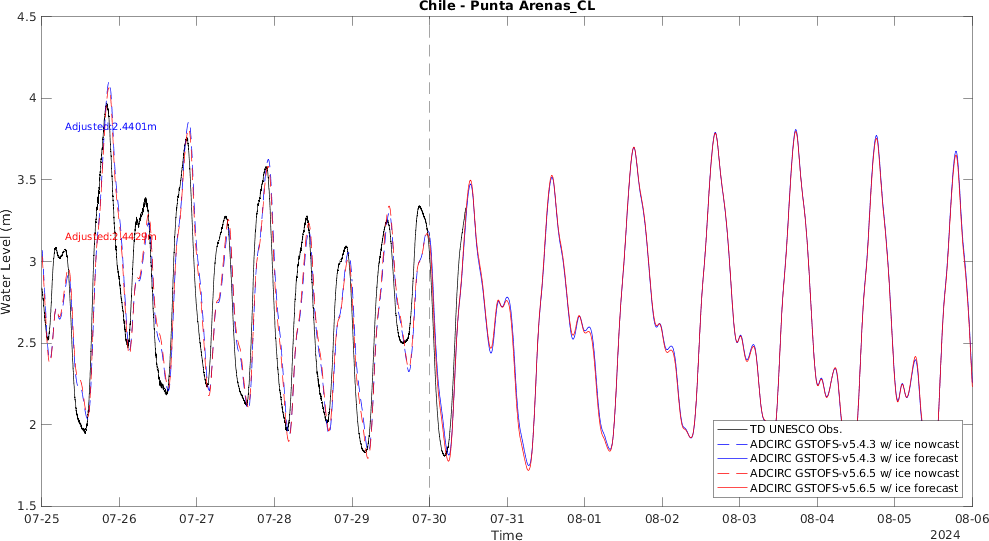 Chile - Punta Arenas_CL
4.5
4
3.5
3
2.5
2
1.5
Water Level (m)
Adjusted:2.4401m
Adjusted:2.4429m
TD UNESCO Obs.
ADCIRC GSTOFS-v5.4.3 w/ ice nowcast
ADCIRC GSTOFS-v5.4.3 w/ ice forecast
ADCIRC GSTOFS-v5.6.5 w/ ice nowcast
ADCIRC GSTOFS-v5.6.5 w/ ice forecast
07-25 07-26 07-27 07-28 07-29 07-30 07-31 08-01 08-02 08-03 08-04 08-05 08-06
Time 2024